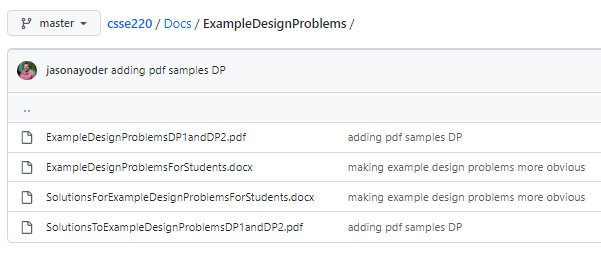 master csse220 / Docs / ExampleDesignProblems /
jasonayoder adding pdf samples DP
..
ExampleDesignProblemsDP1andDP2.pdf adding pdf samples DP
ExampleDesignProblemsForStudents.docx making example design problems more obvious
SolutionsForExampleDesignProblemsForStudents.docx making example design problems more obvious
SolutionsToExampleDesignProblemsDP1andDP2.pdf adding pdf samples DP